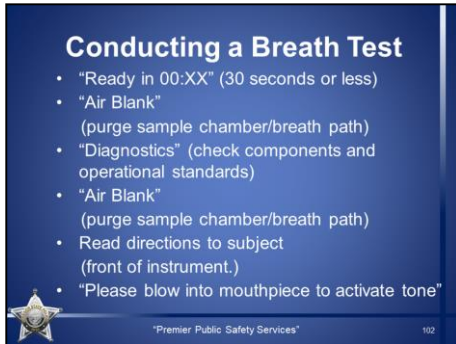 Conducting a Breath Test
• “Ready in 00:XX” (30 seconds or less)
• “Air Blank”
(purge sample chamber/breath path)
• “Diagnostics” (check components and
operational standards)
• “Air Blank”
(purge sample chamber/breath path)
• Read directions to subject
(front of instrument.)
• “Please blow into mouthpiece to activate tone”
“Premier Public Safety Services”
102